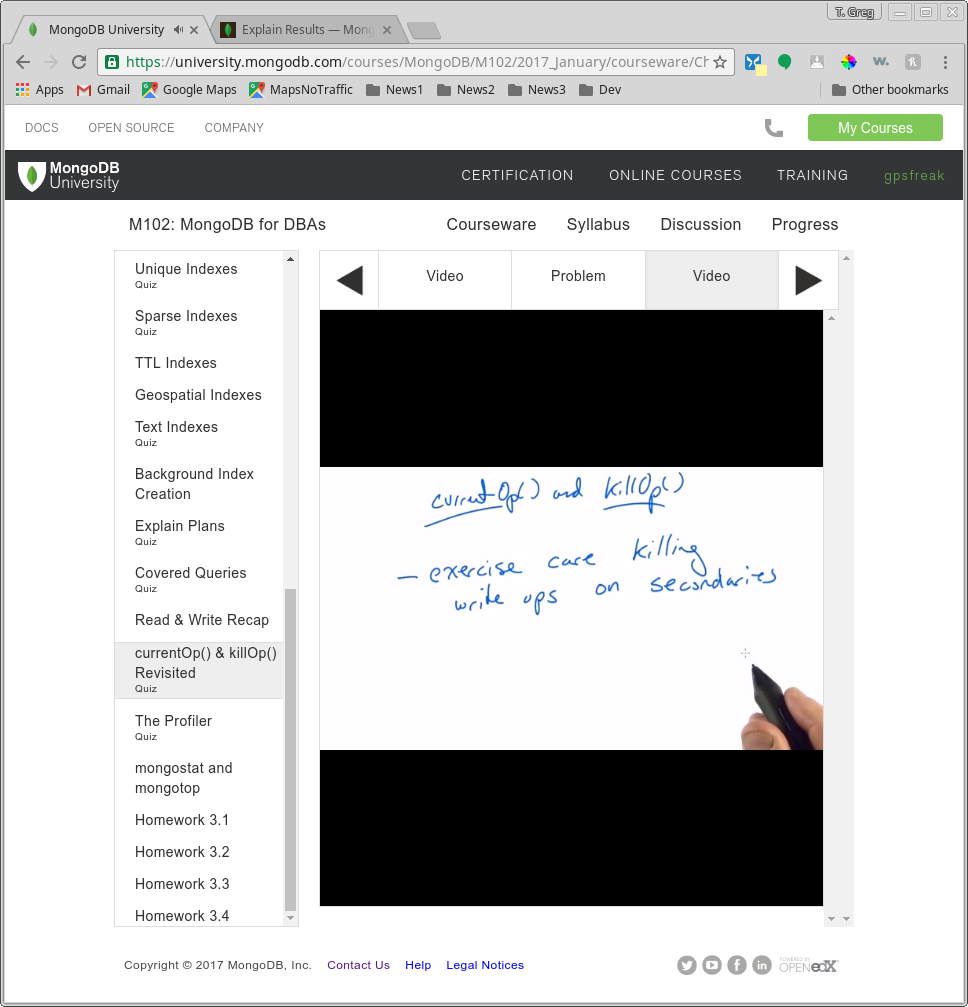 T. Greg
MongoDB University
Explain Results — Mong
https://university.mongodb.com/courses/MongoDB/M102/2017_January/courseware/Ch
Apps Gmail Google Maps MapsNoTraffic News1 News2 News3 Dev Other bookmarks
DOCS OPEN SOURCE COMPANY My Courses
MongoDB
University
CERTIFICATION ONLINE COURSES TRAINING gpsfreak
M102: MongoDB for DBAs Courseware Syllabus Discussion Progress
Unique Indexes
Quiz
Sparse Indexes
Quiz
TTL Indexes
Geospatial Indexes
Text Indexes
Quiz
Background Index
Creation
Explain Plans
Quiz
Covered Queries
Quiz
Read & Write Recap
currentOp() & killOp()
Revisited
Quiz
The Profiler
Quiz
mongostat and
mongotop
Homework 3.1
Homework 3.2
Homework 3.3
Homework 3.4
Video Problem Video
currentOp() and killOp()
– exercise care killing
write ops on secondaries
Copyright © 2017 MongoDB, Inc. Contact Us Help Legal Notices
POWERED BY
OPEN edX